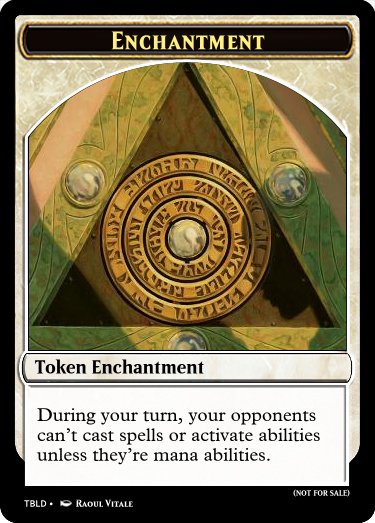 Enchantment
Token Enchantment
During your turn, your opponents
can't cast spells or activate abilities
unless they're mana abilities.
(NOT FOR SALE)
TBLD • Raoul Vitale